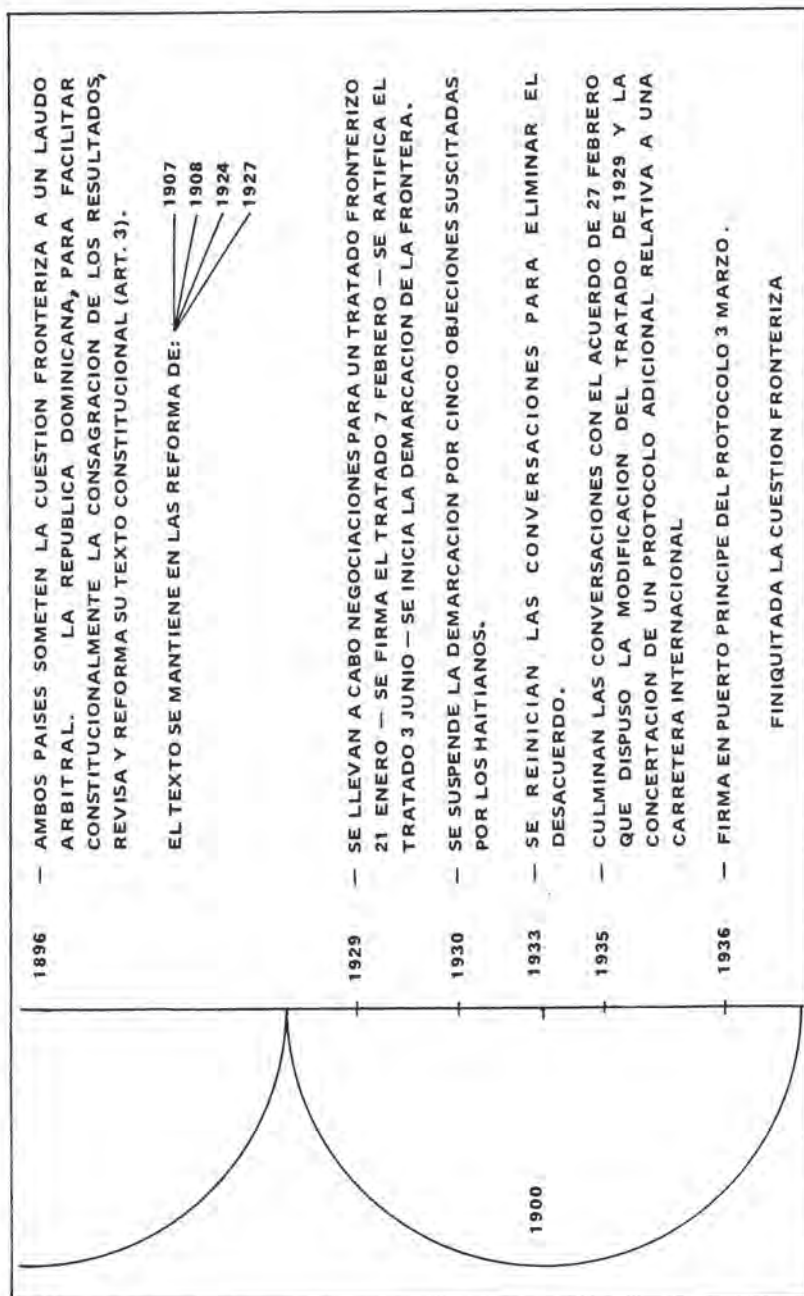 1896 — AMBOS PAISES SOMETEN LA CUESTION FRONTERIZA A UN LAUDO
ARBITRAL. LA REPUBLICA DOMINICANA, PARA FACILITAR
CONSTITUCIONALMENTE LA CONSAGRACION DE LOS RESULTADOS,
REVISA Y REFORMA SU TEXTO CONSTITUCIONAL (ART. 3).
EL TEXTO SE MANTIENE EN LAS REFORMA DE: 1907
1908
1924
1927
1929 — SE LLEVAN A CABO NEGOCIACIONES PARA UN TRATADO FRONTERIZO
21 ENERO — SE FIRMA EL TRATADO 7 FEBRERO — SE RATIFICA EL
TRATADO 3 JUNIO — SE INICIA LA DEMARCACION DE LA FRONTERA.
1930 — SE SUSPENDE LA DEMARCACION POR CINCO OBJECIONES SUSCITADAS
POR LOS HAITIANOS.
1933 — SE REINICIAN LAS CONVERSACIONES PARA ELIMINAR EL
DESACUERDO.
1935 — CULMINAN LAS CONVERSACIONES CON EL ACUERDO DE 27 FEBRERO
QUE DISPUSO LA MODIFICACION DEL TRATADO DE 1929 Y LA
CONCERTACION DE UN PROTOCOLO ADICIONAL RELATIVA A UNA
CARRETERA INTERNACIONAL
1936 — FIRMA EN PUERTO PRINCIPE DEL PROTOCOLO 3 MARZO.
FINIQUITADA LA CUESTION FRONTERIZA
1900